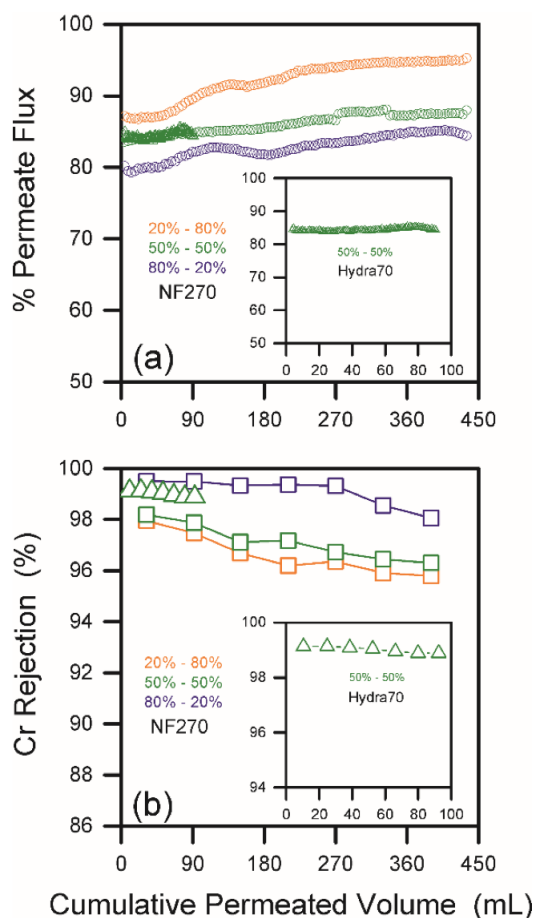 100
90
80
70
60
50
% Permeate Flux
20% - 80%
50% - 50%
80% - 20%
NF270
100
90
80
70
60
50
50% - 50%
Hydra70
0 20 40 60 80 100
(a)
0 90 180 270 360 450
100
98
96
94
92
90
88
86
Cr Rejection (%)
20% - 80%
50% - 50%
80% - 20%
NF270
100
98
96
94
50% - 50%
Hydra70
0 20 40 60 80 100
(b)
0 90 180 270 360 450
Cumulative Permeated Volume (mL)